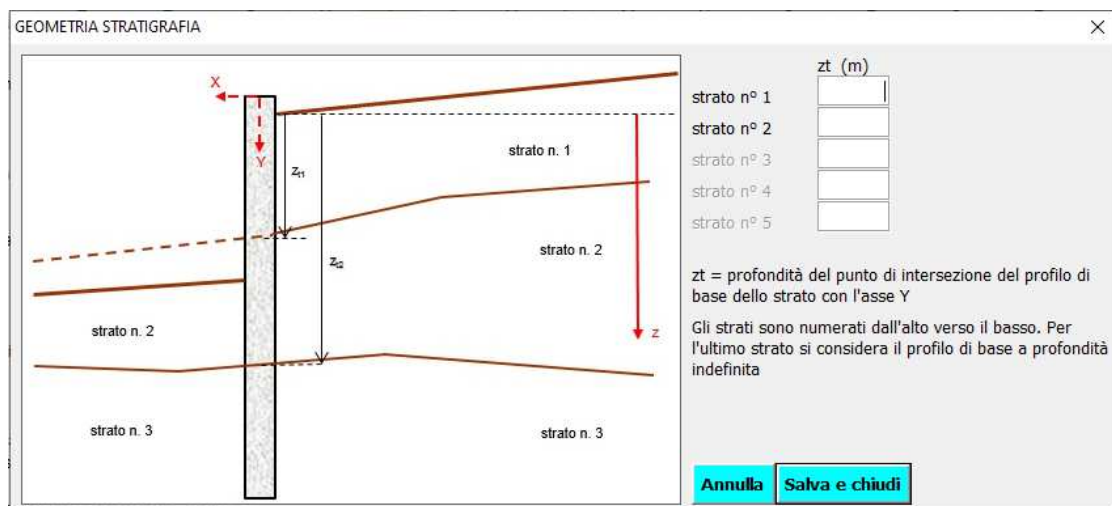 GEOMETRIA STRATIGRAFIA
X
Y
strato n. 1
zt1
strato n. 2
zt2
z
strato n. 2
strato n. 3
strato n. 3
zt (m)
strato nº 1
strato nº 2
strato nº 3
strato nº 4
strato nº 5
zt = profondità del punto di intersezione del profilo di
base dello strato con l'asse Y
Gli strati sono numerati dall'alto verso il basso. Per
l'ultimo strato si considera il profilo di base a profondità
indefinita
Annulla
Salva e chiudi